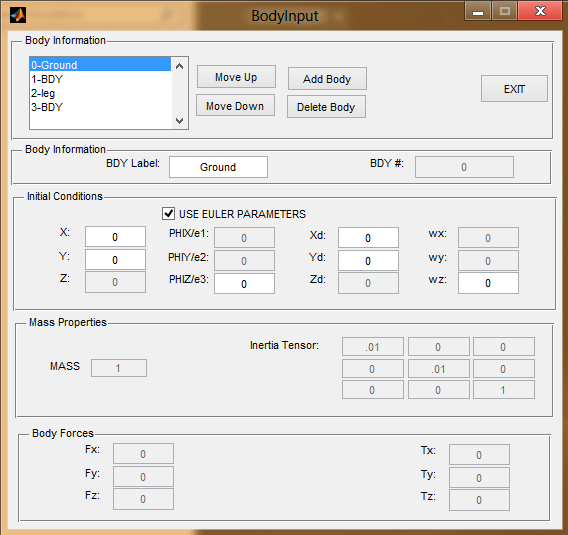 BodyInput
Body Information
0-Ground
1-BDY
2-leg
3-BDY
Move Up
Add Body
Move Down
Delete Body
EXIT
Body Information
BDY Label: Ground BDY #: 0
Initial Conditions
USE EULER PARAMETERS
X: 0 PHIX/e1: 0 Xd: 0 wx: 0
Y: 0 PHIY/e2: 0 Yd: 0 wy: 0
Z: 0 PHIZ/e3: 0 Zd: 0 wz: 0
Mass Properties
MASS 1
Inertia Tensor: .01 0 0
0 .01 0
0 0 1
Body Forces
Fx: 0 Tx: 0
Fy: 0 Ty: 0
Fz: 0 Tz: 0